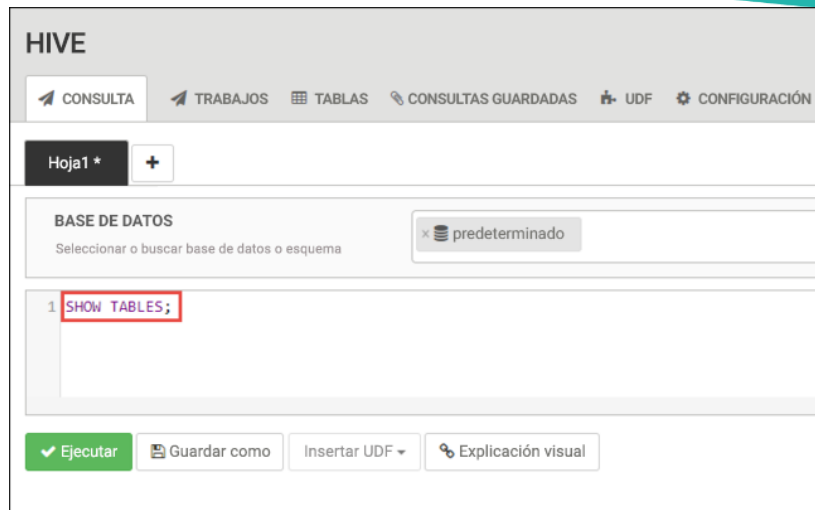 HIVE
CONSULTA TRABAJOS TABLAS CONSULTAS GUARDADAS UDF CONFIGURACIÓN
Hoja1 * +
BASE DE DATOS
Seleccionar o buscar base de datos o esquema
× predeterminado
1 SHOW TABLES;
Ejecutar Guardar como Insertar UDF Explicación visual